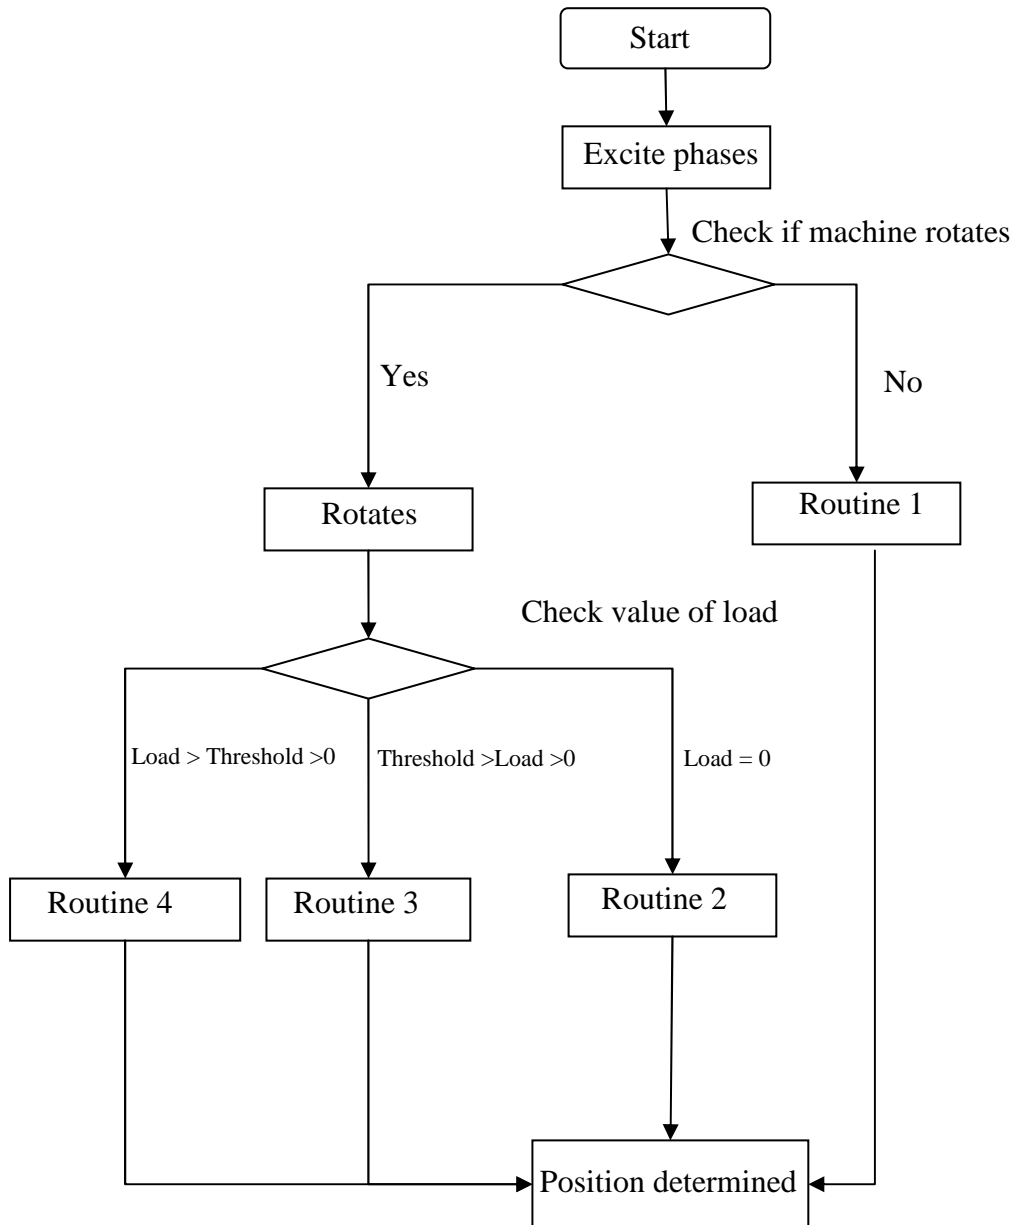 Start
Excite phases
Check if machine rotates
Yes
No
Rotates
Routine 1
Check value of load
Load > Threshold >0
Threshold >Load >0
Load = 0
Routine 4
Routine 3
Routine 2
Position determined